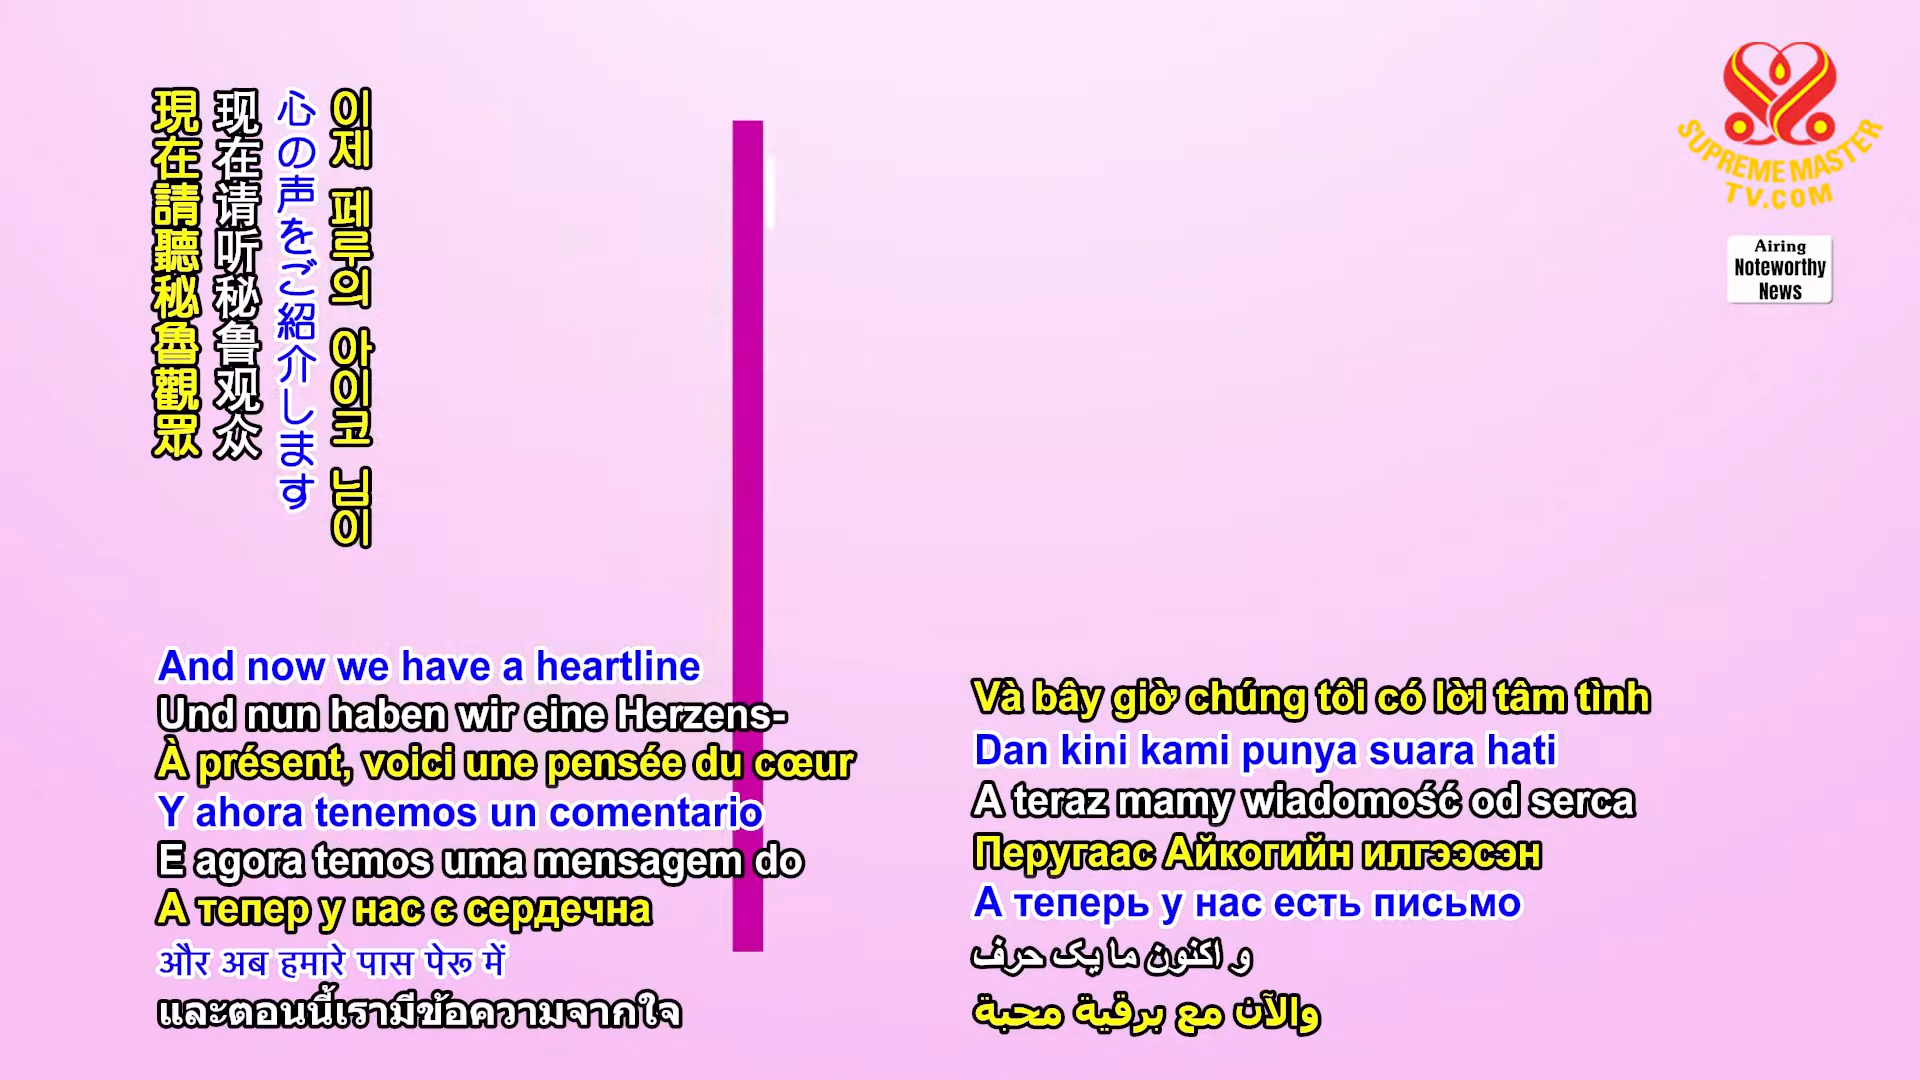 現在請聽秘魯觀眾
现在请听秘鲁观众
心の声をご紹介します
이제 페루의 아이코 님이
SUPREME MASTER
TV.COM
Airing
Noteworthy
News
And now we have a heartline
Und nun haben wir eine Herzens-
À présent, voici une pensée du cœur
Y ahora tenemos un comentario
E agora temos uma mensagem do
А тепер у нас є сердечна
और अब हमारे पास पेरू में
และตอนนี้เรามีข้อความจากใจ
Và bây giờ chúng tôi có lời tâm tình
Dan kini kami punya suara hati
A teraz mamy wiadomość od serca
Перугаас Айкогийн илгээсэн
А теперь у нас есть письмо
و اکنون ما یک حرف
والآن مع برقية محبة